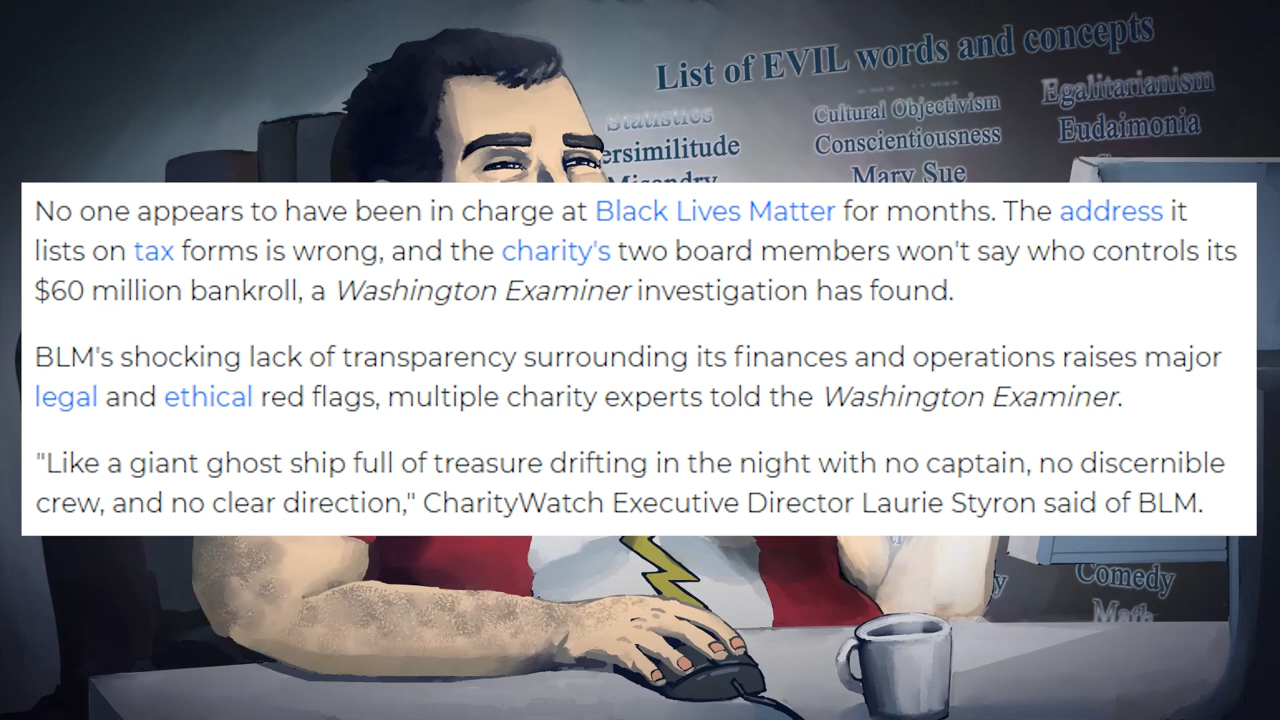 List of EVIL words and concepts
Statistics
Cultural Objectivism
Egalitarianism
ersimilitude
Conscientiousness
Eudaimonia
Misandry
Mary Sue
No one appears to have been in charge at Black Lives Matter for months. The address it
lists on tax forms is wrong, and the charity's two board members won't say who controls its
$60 million bankroll, a Washington Examiner investigation has found.
BLM's shocking lack of transparency surrounding its finances and operations raises major
legal and ethical red flags, multiple charity experts told the Washington Examiner.
"Like a giant ghost ship full of treasure drifting in the night with no captain, no discernible
crew, and no clear direction," CharityWatch Executive Director Laurie Styron said of BLM.
Comedy
Math